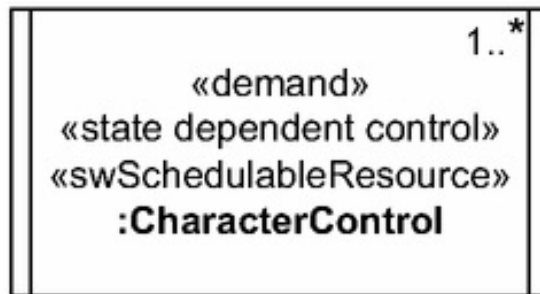 1..*
«demand»
«state dependent control»
«swSchedulableResource»
:CharacterControl